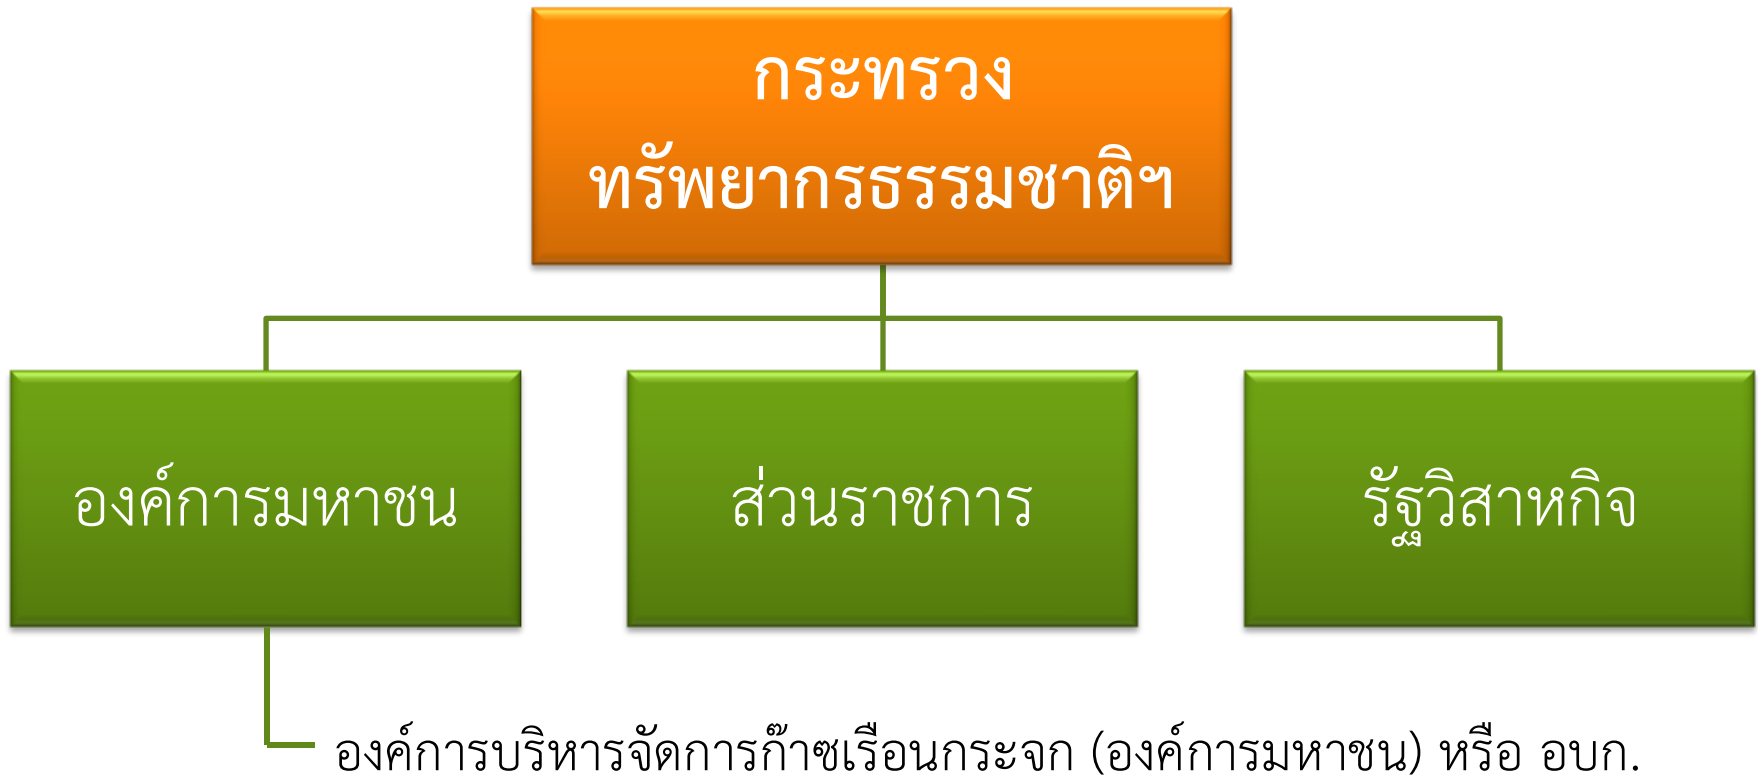 กระทรวง
ทรัพยากรธรรมชาติฯ
องค์การมหาชน
ส่วนราชการ
รัฐวิสาหกิจ
องค์การบริหารจัดการก๊าซเรือนกระจก (องค์การมหาชน) หรือ อบก.